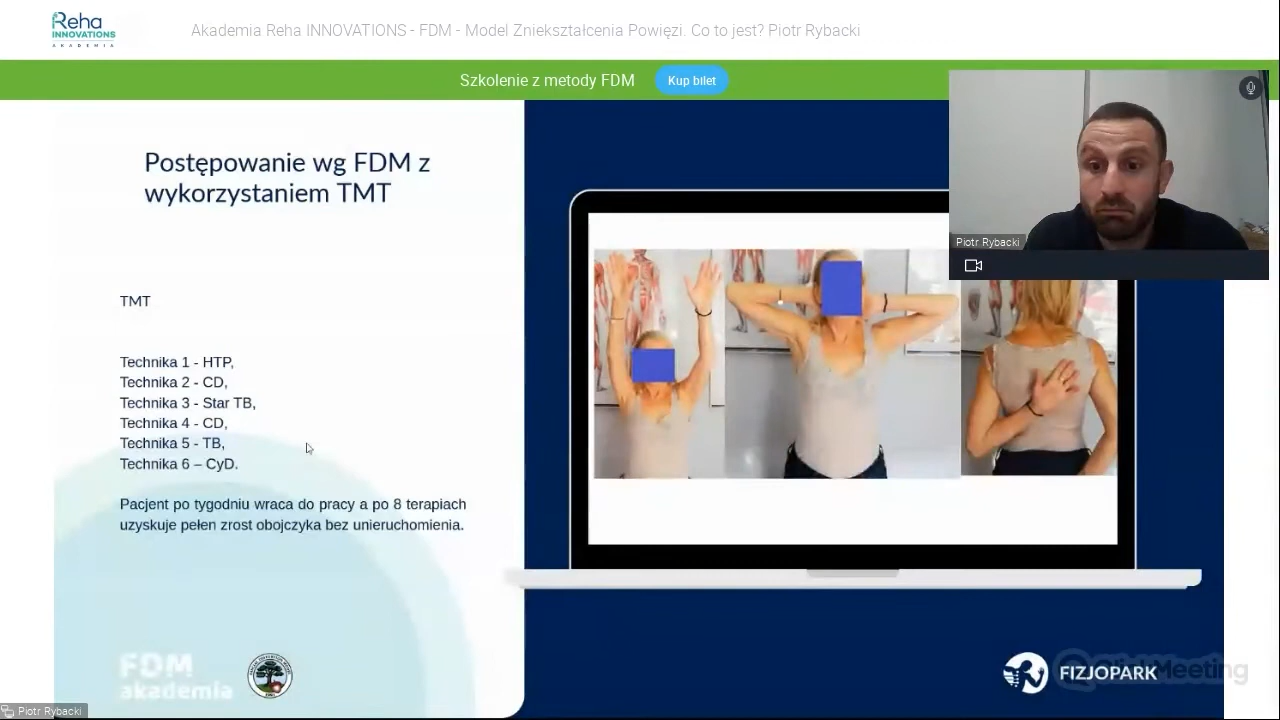 Reha
INNOVATIONS
AKADEMIA
Akademia Reha INNOVATIONS - FDM - Model Zniekształcenia Powięzi. Co to jest? Piotr Rybacki
Szkolenie z metody FDM
Kup bilet
Postępowanie wg FDM z
wykorzystaniem TMT
TMT
Technika 1 - HTP,
Technika 2 - CD,
Technika 3 - Star TB,
Technika 4 - CD,
Technika 5 - TB,
Technika 6 – CyD.
Pacjent po tygodniu wraca do pracy a po 8 terapiach
uzyskuje pełen zrost obojczyka bez unieruchomienia.
Piotr Rybacki
FDM
akademia
FIZJOPARK
ClickMeeting
Piotr Rybacki